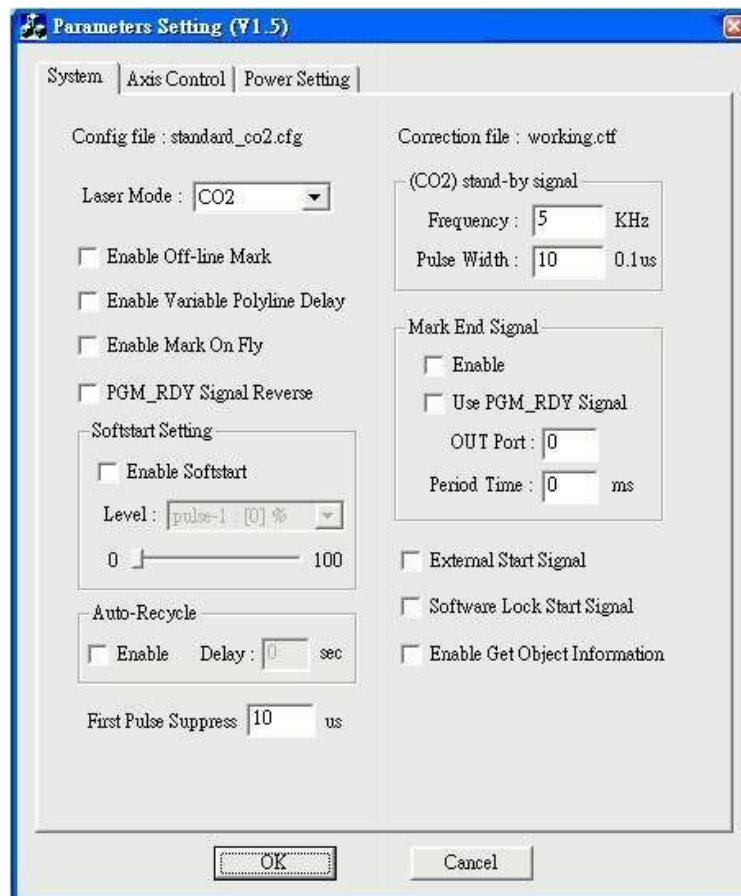 Parameters Setting (V1.5)
System Axis Control Power Setting
Config file : standard_co2.cfg
Laser Mode : CO2
Enable Off-line Mark
Enable Variable Polyline Delay
Enable Mark On Fly
PGM_RDY Signal Reverse
Softstart Setting
Enable Softstart
Level : pulse-1 : [0] %
0 100
Auto-Recycle
Enable Delay : 0 sec
First Pulse Suppress 10 us
Correction file : working.ctf
(CO2) stand-by signal
Frequency : 5 KHz
Pulse Width : 10 0.1us
Mark End Signal
Enable
Use PGM_RDY Signal
OUT Port : 0
Period Time : 0 ms
External Start Signal
Software Lock Start Signal
Enable Get Object Information
OK Cancel